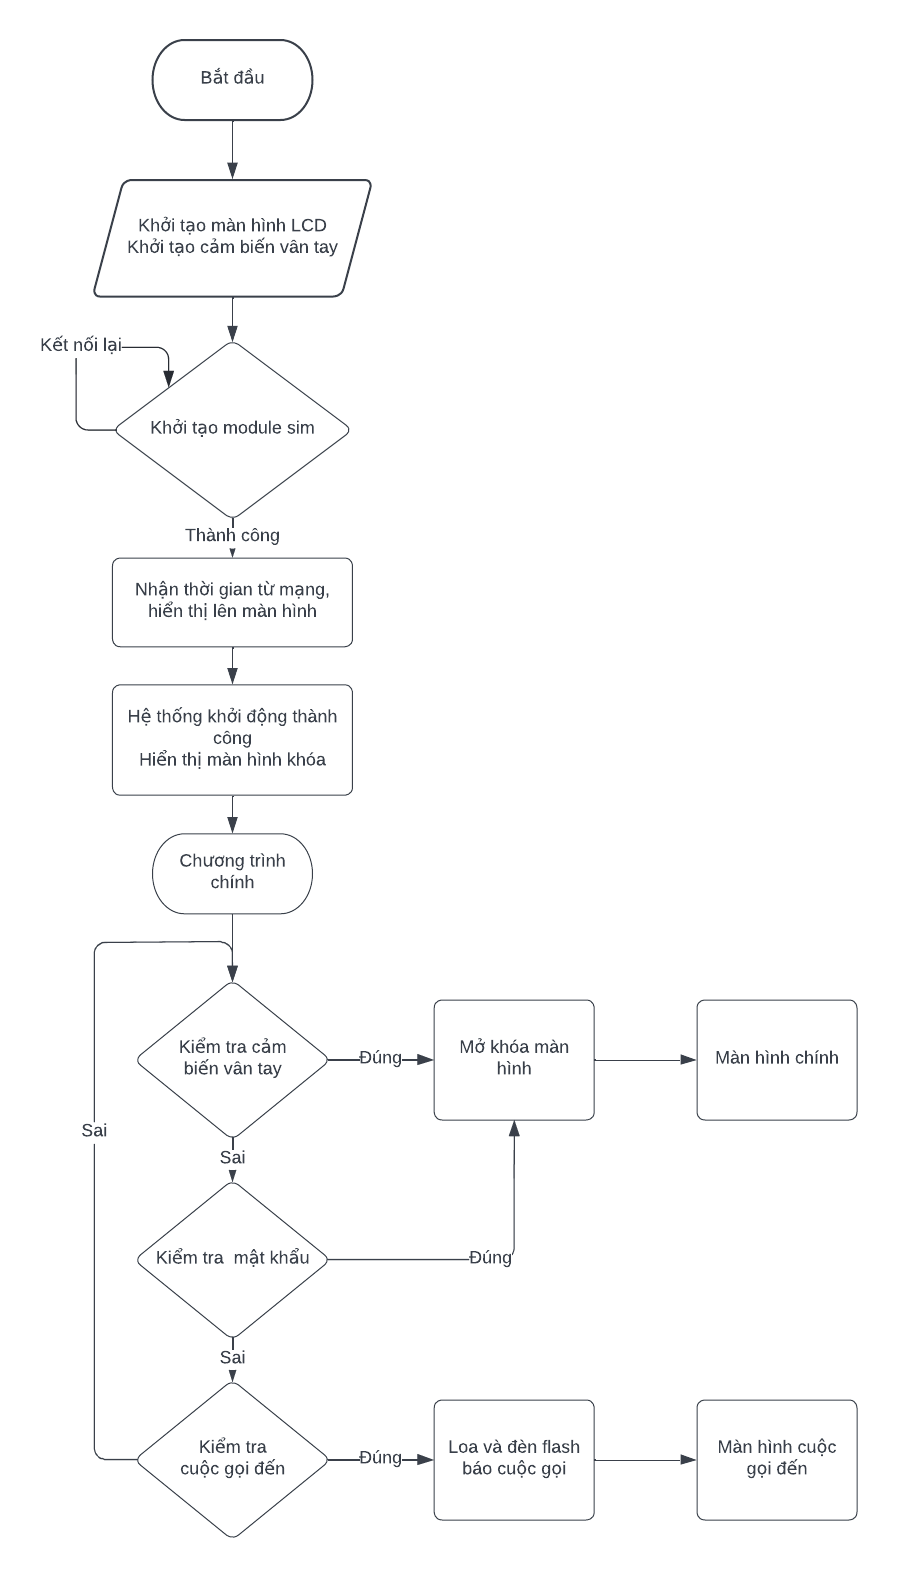 Bắt đầu
Khởi tạo màn hình LCD
Khởi tạo cảm biến vân tay
Kết nối lại
Khởi tạo module sim
Thành công
Nhận thời gian từ mạng,
hiển thị lên màn hình
Hệ thống khởi động thành
công
Hiển thị màn hình khóa
Chương trình
chính
Kiểm tra cảm
biến vân tay
Đúng
Mở khóa màn
hình
Màn hình chính
Sai
Sai
Kiểm tra  mật khẩu
Đúng
Sai
Kiểm tra
cuộc gọi đến
Đúng
Loa và đèn flash
báo cuộc gọi
Màn hình cuộc
gọi đến